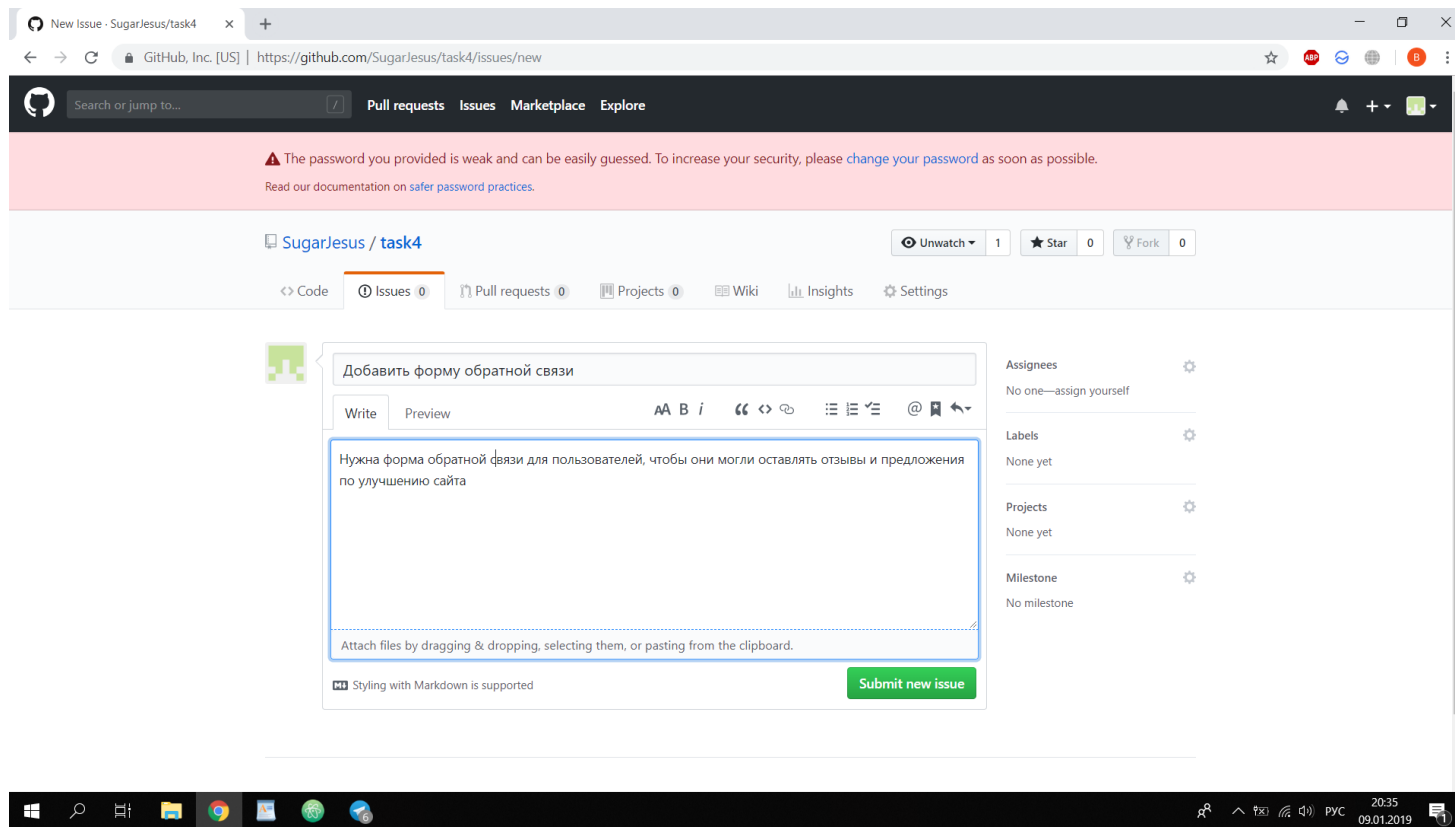 New Issue · SugarJesus/task4
GitHub, Inc. [US] | https://github.com/SugarJesus/task4/issues/new
ABP
B
Search or jump to... /
Pull requests Issues Marketplace Explore
The password you provided is weak and can be easily guessed. To increase your security, please change your password as soon as possible.
Read our documentation on safer password practices.
SugarJesus / task4
Unwatch 1 Star 0 Fork 0
Code Issues 0 Pull requests 0 Projects 0 Wiki Insights Settings
Добавить форму обратной связи
Write Preview
AA B i @
Нужна форма обратной связи для пользователей, чтобы они могли оставлять отзывы и предложения
по улучшению сайта
Attach files by dragging & dropping, selecting them, or pasting from the clipboard.
Styling with Markdown is supported
Submit new issue
Assignees
No one—assign yourself
Labels
None yet
Projects
None yet
Milestone
No milestone
6
РУС
20:35
09.01.2019
1